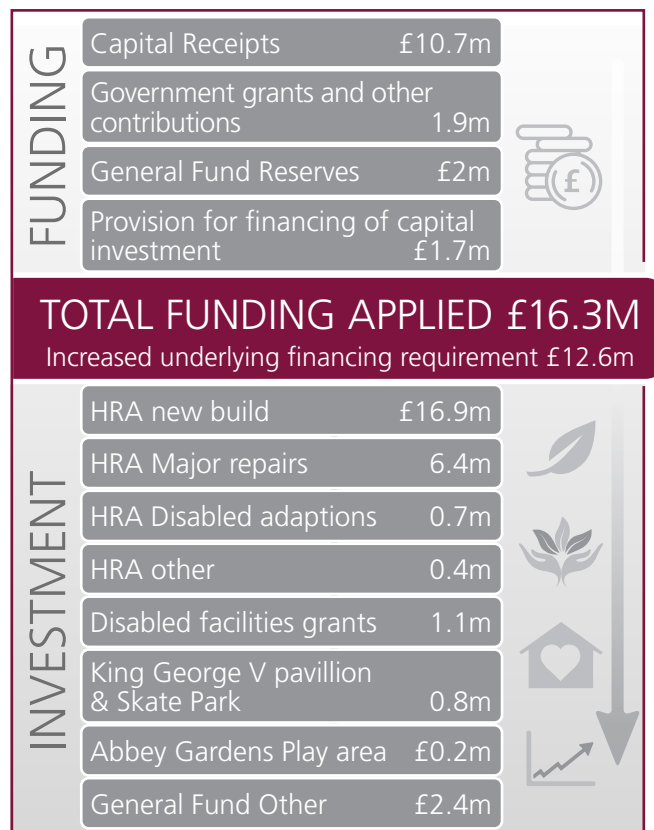 FUNDING
Capital Receipts £10.7m
Government grants and other
contributions 1.9m
General Fund Reserves £2m
Provision for financing of capital
investment £1.7m
£
TOTAL FUNDING APPLIED £16.3M
Increased underlying financing requirement £12.6m
INVESTMENT
HRA new build £16.9m
HRA Major repairs 6.4m
HRA Disabled adaptions 0.7m
HRA other 0.4m
Disabled facilities grants 1.1m
King George V pavillion
& Skate Park 0.8m
Abbey Gardens Play area £0.2m
General Fund Other £2.4m